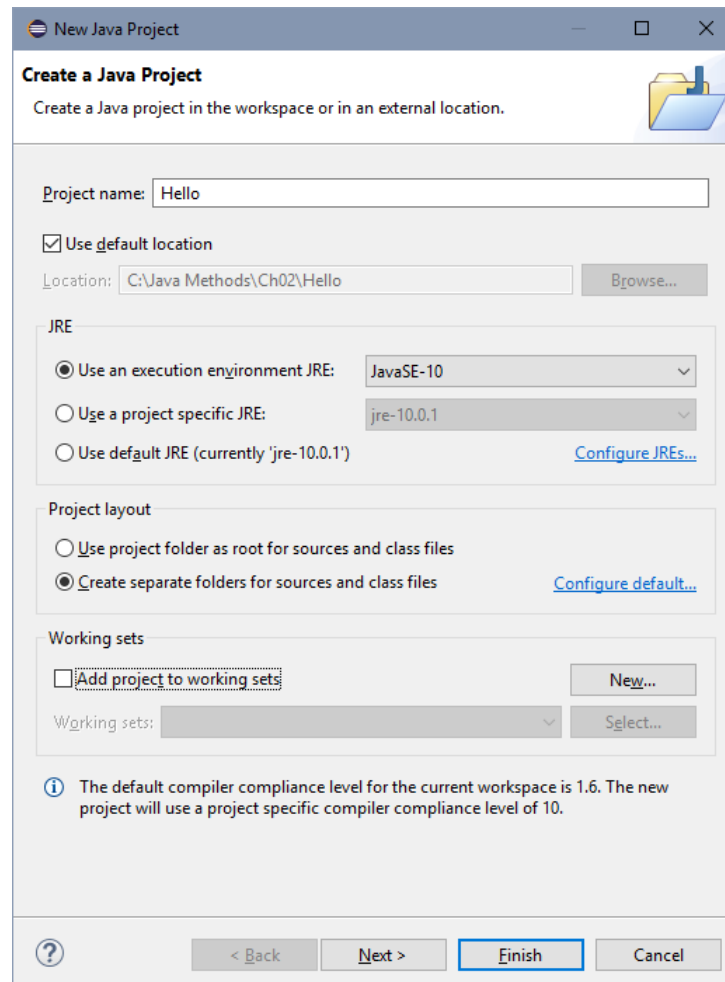 New Java Project
Create a Java Project
Create a Java project in the workspace or in an external location.
Project name: Hello
Use default location
Location: C:\Java Methods\Ch02\Hello Browse...
JRE
Use an execution environment JRE: JavaSE-10
Use a project specific JRE: jre-10.0.1
Use default JRE (currently 'jre-10.0.1') Configure JREs...
Project layout
Use project folder as root for sources and class files
Create separate folders for sources and class files Configure default...
Working sets
Add project to working sets New...
Working sets: Select...
The default compiler compliance level for the current workspace is 1.6. The new
project will use a project specific compiler compliance level of 10.
? < Back Next > Finish Cancel